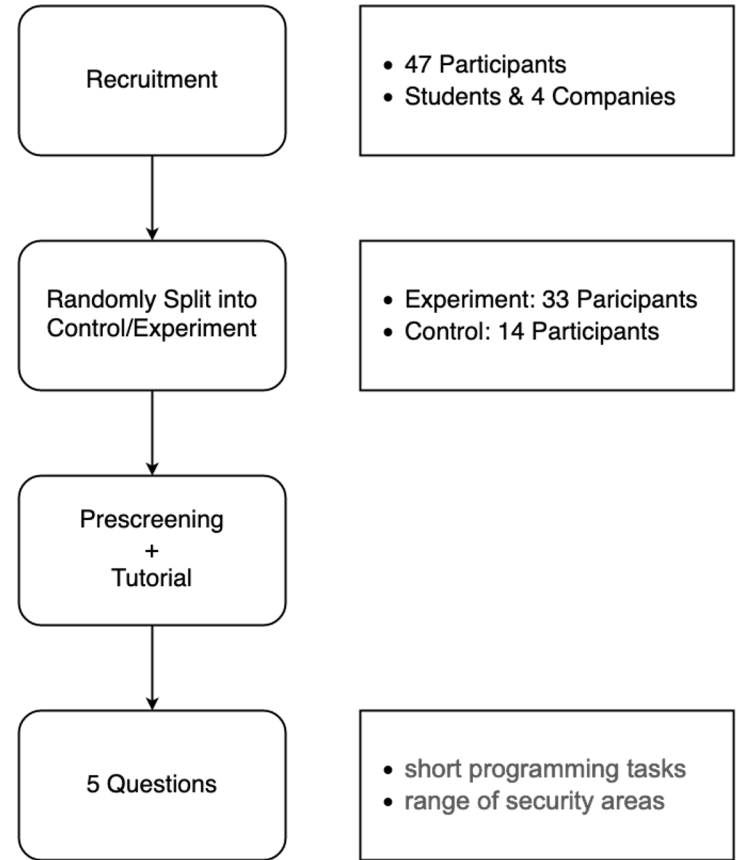 Recruitment
• 47 Participants
• Students & 4 Companies
Randomly Split into
Control/Experiment
• Experiment: 33 Paricipants
• Control: 14 Participants
Prescreening
+
Tutorial
5 Questions
• short programming tasks
• range of security areas